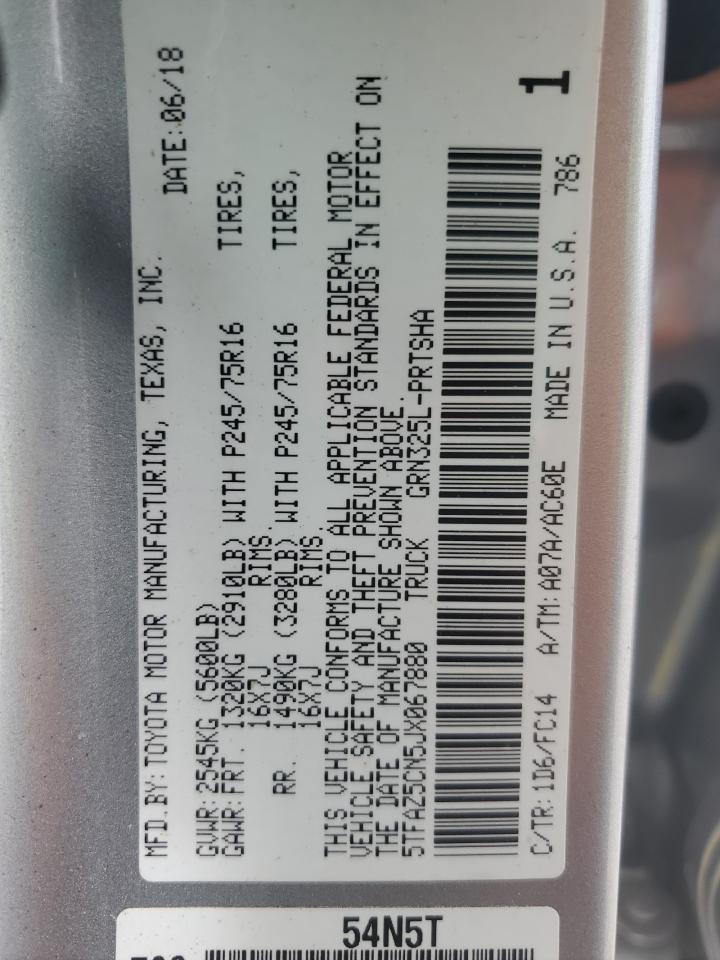 MFD.BY:TOYOTA MOTOR MANUFACTURING, TEXAS, INC.
DATE:06/18
GVWR:2545KG (5600LB)
GAWR:FRT. 1320KG (2910LB) WITH P245/75R16 TIRES,
16X7J RIMS
RR. 1490KG (3280LB) WITH P245/75R16 TIRES,
16X7J RIMS.
THIS VEHICLE CONFORMS TO ALL APPLICABLE FEDERAL MOTOR
VEHICLE SAFETY AND THEFT PREVENTION STANDARDS IN EFFECT ON
THE DATE OF MANUFACTURE SHOWN ABOVE.
5TFAZ5CN5JX067880 TRUCK GRN325L-PRTSHA
1
C/TR:1D6/FC14 A/TM:A07A/AC60E MADE IN U.S.A. 786
54N5T